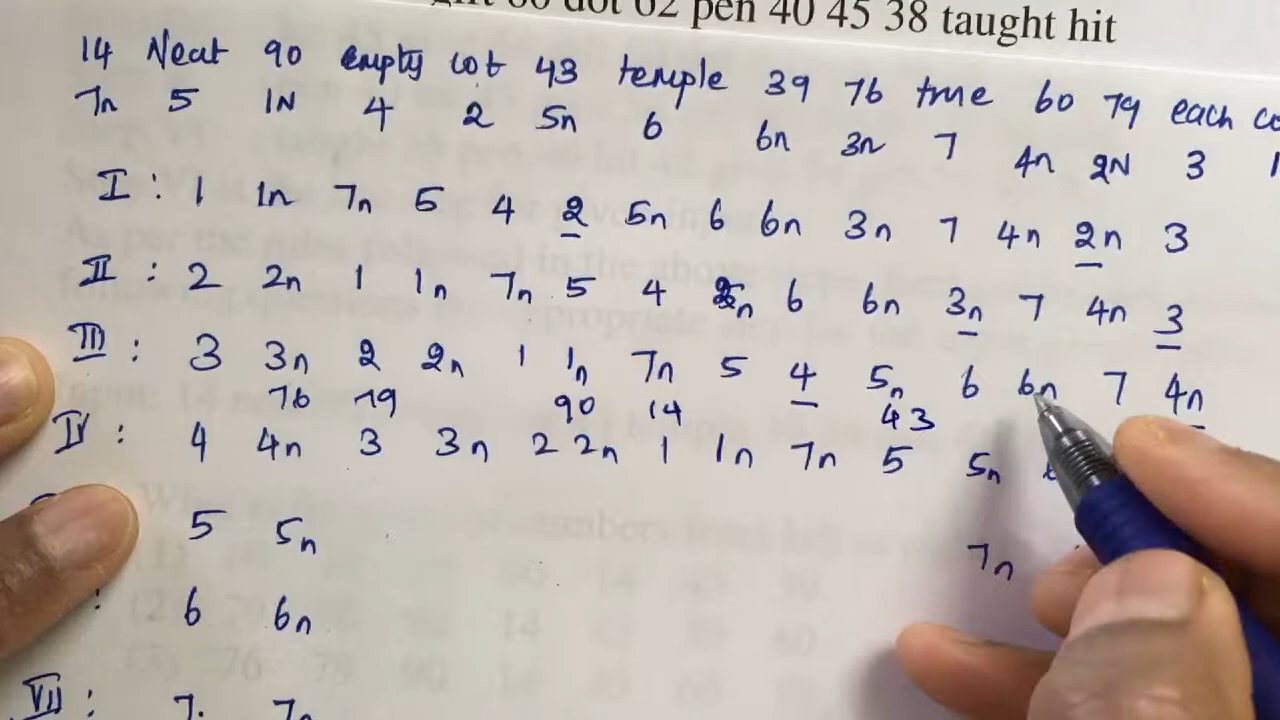 dot 62 pen 40 45 38 taught hit
14 Neat 90 empty cot 43 temple 39 76 true 60 79 each
7n 5 1N 4 2 5n 6 6n 3n 7 4n 2N 3 1
I : 1 1n 7n 5 4 2 5n 6 6n 3n 7 4n 2n 3
II : 2 2n 1 1n 7n 5 4 5n 6 6n 3n 7 4n 3
III : 3 3n 2 2n 1 1n 7n 5 4 5n 6 6n 7 4n
76 79 90 14 43
IV : 4 4n 3 3n 2 2n 1 1n 7n 5 5n
5 5n 7n
: 6 6n
VII : 7 7n